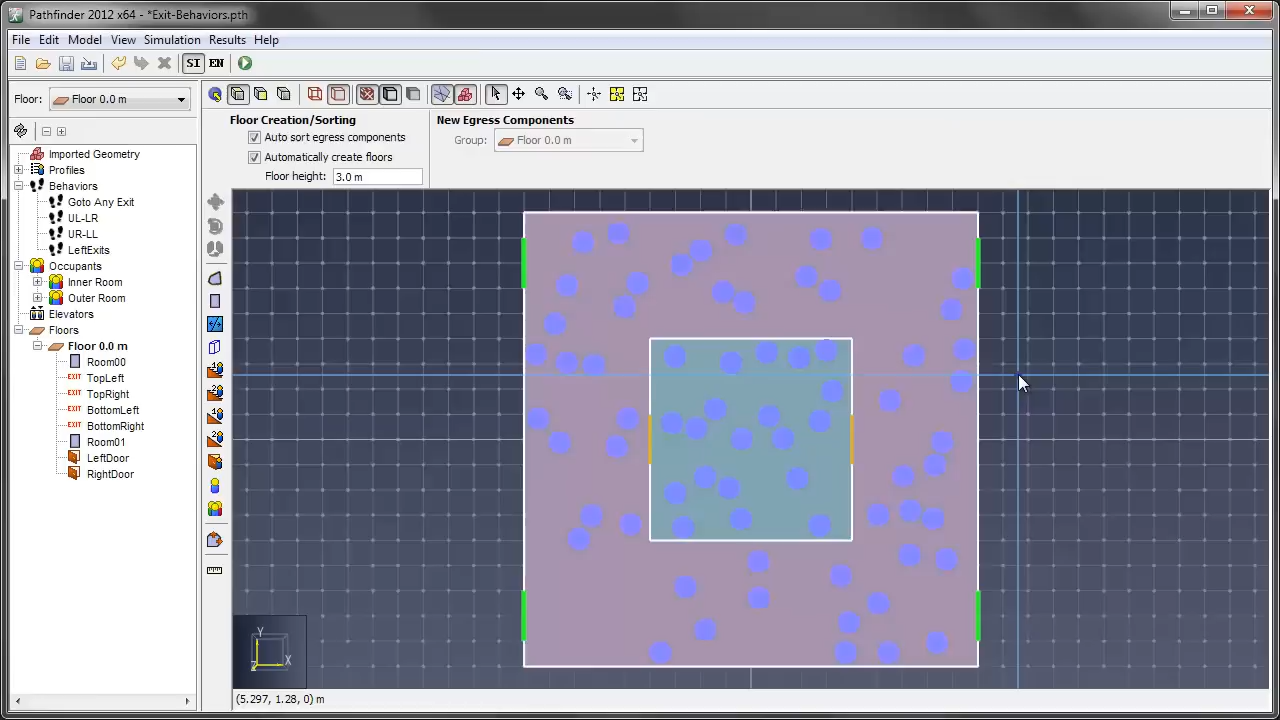 Pathfinder 2012 x64 - *Exit-Behaviors.pth
File Edit Model View Simulation Results Help
SI EN
Floor: Floor 0.0 m
Floor Creation/Sorting
Auto sort egress components
Automatically create floors
Floor height: 3.0 m
New Egress Components
Group: Floor 0.0 m
Imported Geometry
Profiles
Behaviors
Goto Any Exit
UL-LR
UR-LL
LeftExits
Occupants
Inner Room
Outer Room
Elevators
Floors
Floor 0.0 m
Room00
EXIT TopLeft
EXIT TopRight
EXIT BottomLeft
EXIT BottomRight
Room01
LeftDoor
RightDoor
Y
Z X
(5.297, 1.28, 0) m